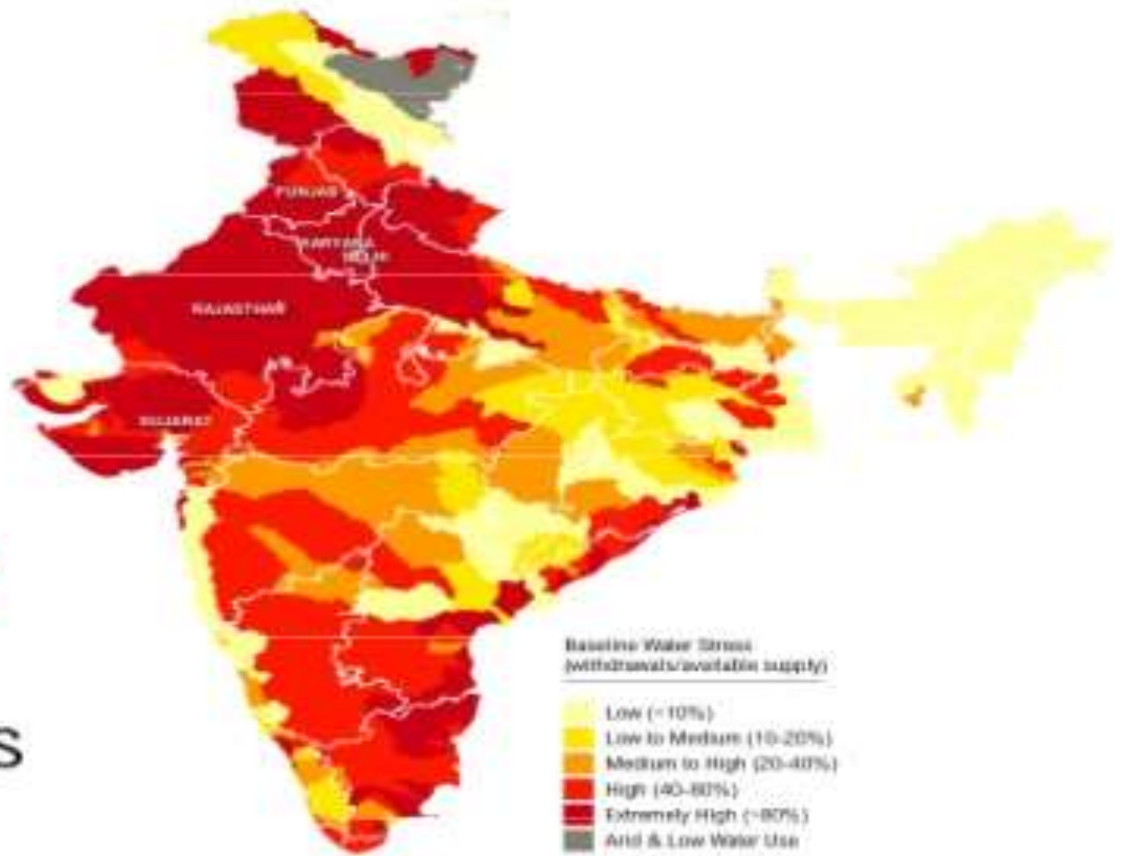 PUNJAB
HARYANA
DELHI
RAJASTHAN
GUJARAT
s
Baseline Water Stress
(withdrawals/available supply)
Low (<10%)
Low to Medium (10-20%)
Medium to High (20-40%)
High (40-80%)
Extremely High (>80%)
Arid & Low Water Use